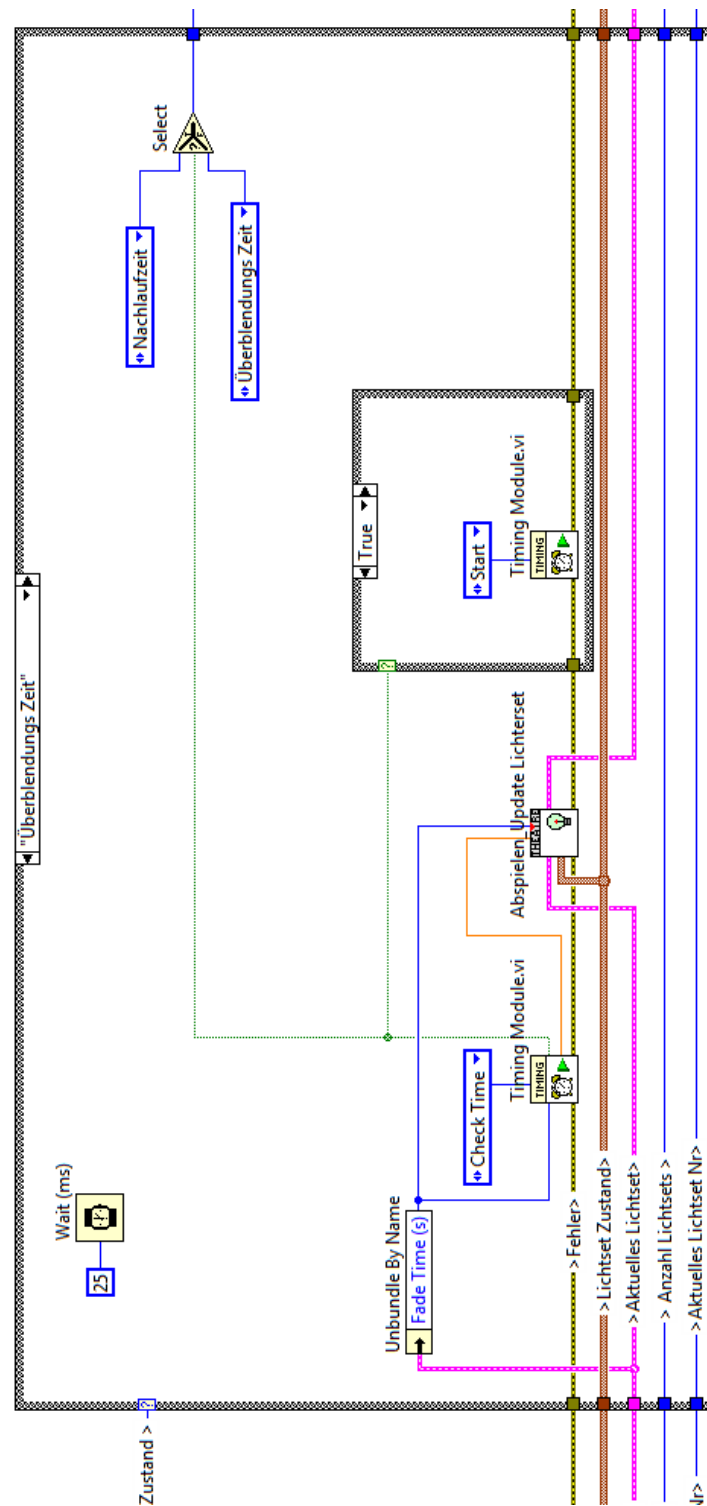 "Überblendungs Zeit"
Zustand >
Wait (ms)
25
Select
Nachlaufzeit
Überblendungs Zeit
Unbundle By Name
Fade Time (s)
Check Time
Timing Module.vi
TIMING
Abspielen_Update Lichterset
THEATRE
True
Start
Timing Module.vi
TIMING
> Fehler>
>Lichtset Zustand>
>Aktuelles Lichtset>
> Anzahl Lichtsets >
Nr>
> Aktuelles Lichtset Nr>